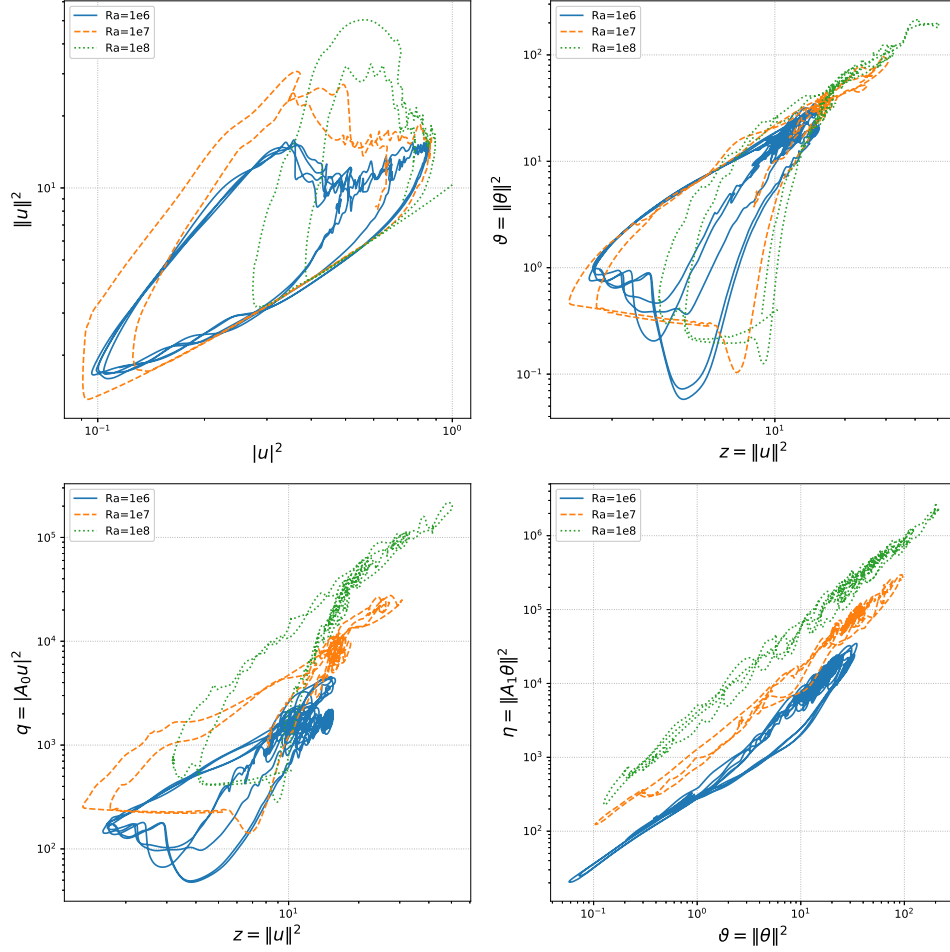 Ra=1e6
Ra=1e7
Ra=1e8
‖u‖²
10¹
10⁻¹
10⁰
|u|²
Ra=1e6
Ra=1e7
Ra=1e8
ϑ = ‖θ‖²
10²
10¹
10⁰
10⁻¹
10¹
z = ‖u‖²
Ra=1e6
Ra=1e7
Ra=1e8
q = |A₀u|²
10⁵
10⁴
10³
10²
10¹
z = ‖u‖²
Ra=1e6
Ra=1e7
Ra=1e8
η = ‖A₁θ‖²
10⁶
10⁵
10⁴
10³
10²
10⁻¹
10⁰
10¹
10²
ϑ = ‖θ‖²